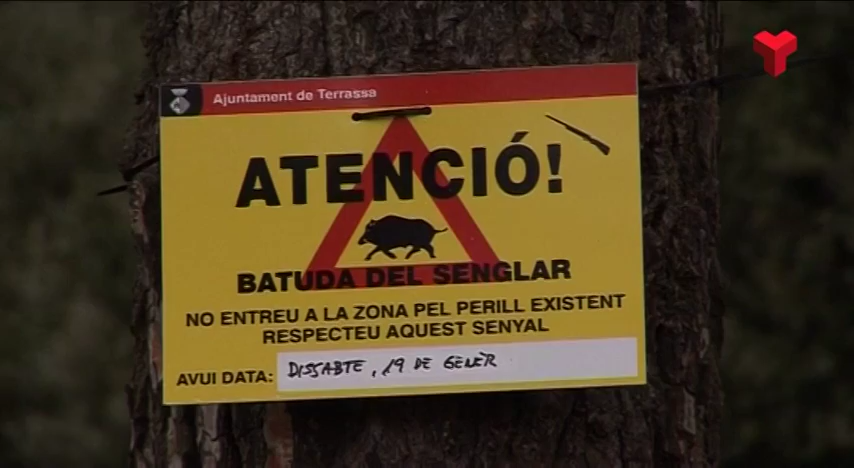 Ajuntament de Terrassa
ATENCIÓ!
BATUDA DEL SENGLAR
NO ENTREU A LA ZONA PEL PERILL EXISTENT
RESPECTEU AQUEST SENYAL
AVUI DATA: DISSABTE, 19 DE GENER